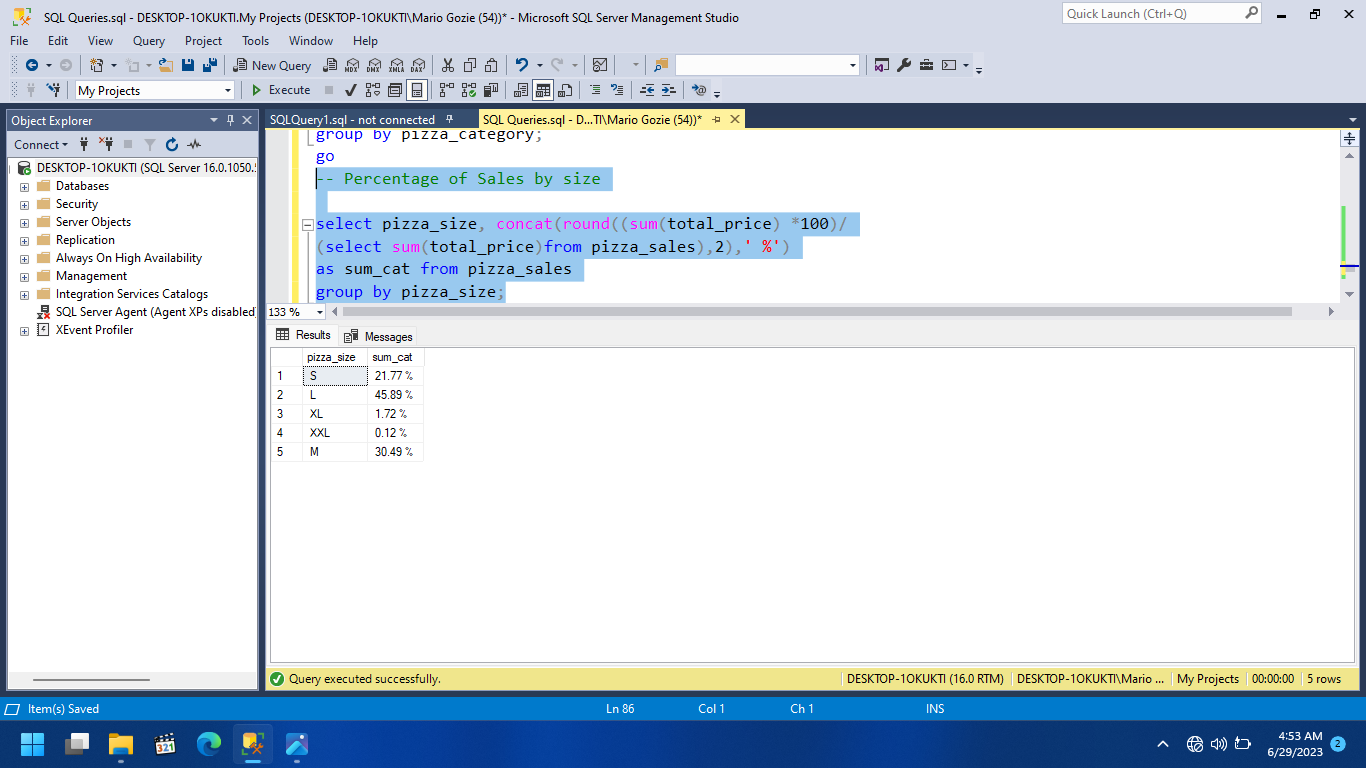 SQL Queries.sql - DESKTOP-1OKUKTI.My Projects (DESKTOP-1OKUKTI\Mario Gozie (54))* - Microsoft SQL Server Management Studio
Quick Launch (Ctrl+Q)
File Edit View Query Project Tools Window Help
New Query MDX DMX XMLA DAX
My Projects Execute
Object Explorer
SQLQuery1.sql - not connected
SQL Queries.sql - D...TI\Mario Gozie (54))*
Connect
DESKTOP-1OKUKTI (SQL Server 16.0.1050.5
Databases
Security
Server Objects
Replication
Always On High Availability
Management
Integration Services Catalogs
SQL Server Agent (Agent XPs disabled)
XEvent Profiler
group by pizza_category;
go
-- Percentage of Sales by size
select pizza_size, concat(round((sum(total_price) *100)/
(select sum(total_price)from pizza_sales),2),' %')
as sum_cat from pizza_sales
group by pizza_size;
133 %
Results Messages
pizza_size sum_cat
1 S 21.77 %
2 L 45.89 %
3 XL 1.72 %
4 XXL 0.12 %
5 M 30.49 %
Query executed successfully.
DESKTOP-1OKUKTI (16.0 RTM) DESKTOP-1OKUKTI\Mario ... My Projects 00:00:00 5 rows
Item(s) Saved Ln 86 Col 1 Ch 1 INS
321
4:53 AM
6/29/2023
2